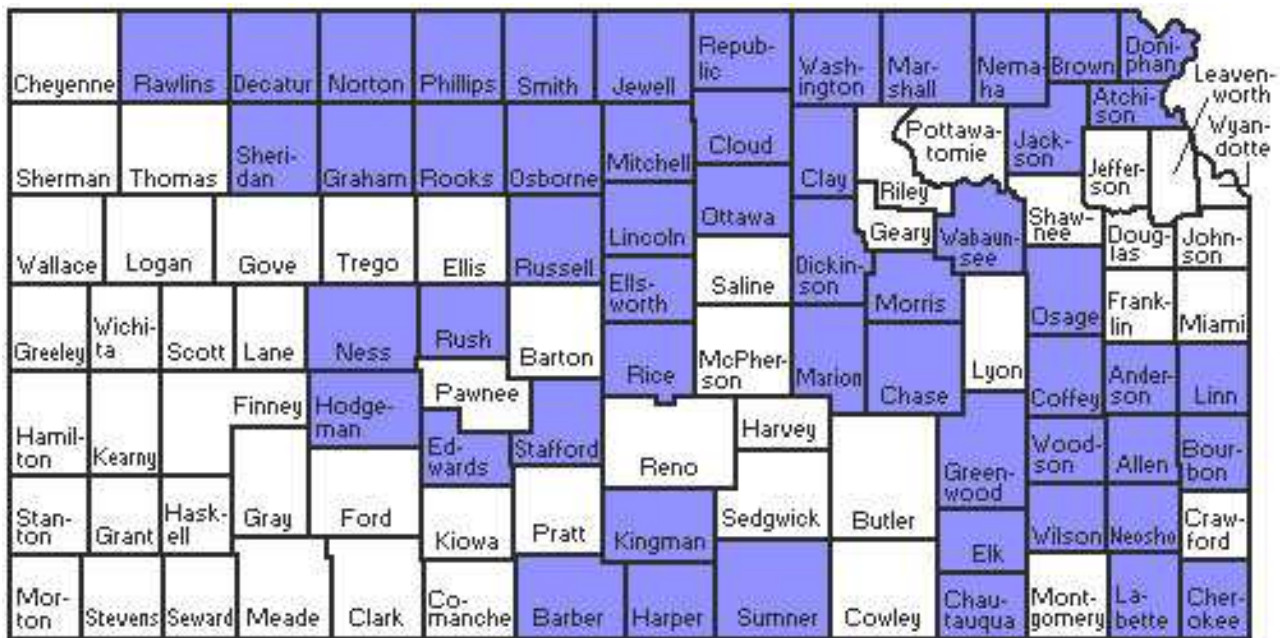 Cheyenne
Rawlins
Decatur
Norton
Phillips
Smith
Jewell
Repub-
lic
Wash-
ington
Mar-
shall
Nema-
ha
Brown
Doni-
phan
Leaven-
worth
Wyan-
dotte
Atchi-
son
Sherman
Thomas
Sheri-
dan
Graham
Rooks
Osborne
Mitchell
Cloud
Clay
Riley
Pottawa-
tomie
Jack-
son
Jeffer-
son
Wallace
Logan
Gove
Trego
Ellis
Russell
Lincoln
Ottawa
Saline
Dickin-
son
Geary
Wabaun-
see
Shaw-
nee
Doug-
las
John-
son
Greeley
Wichi-
ta
Scott
Lane
Ness
Rush
Barton
Ells-
worth
Rice
McPher-
son
Marion
Morris
Chase
Lyon
Osage
Frank-
lin
Miami
Coffey
Ander-
son
Linn
Hamil-
ton
Kearny
Finney
Hodge-
man
Pawnee
Ed-
wards
Stafford
Reno
Harvey
Sedgwick
Butler
Green-
wood
Wood-
son
Allen
Bour-
bon
Stan-
ton
Grant
Hask-
ell
Gray
Ford
Kiowa
Pratt
Kingman
Elk
Wilson
Neosho
Craw-
ford
Mor-
ton
Stevens
Seward
Meade
Clark
Co-
manche
Barber
Harper
Sumner
Cowley
Chau-
tauqua
Mont-
gomery
La-
bette
Cher-
okee